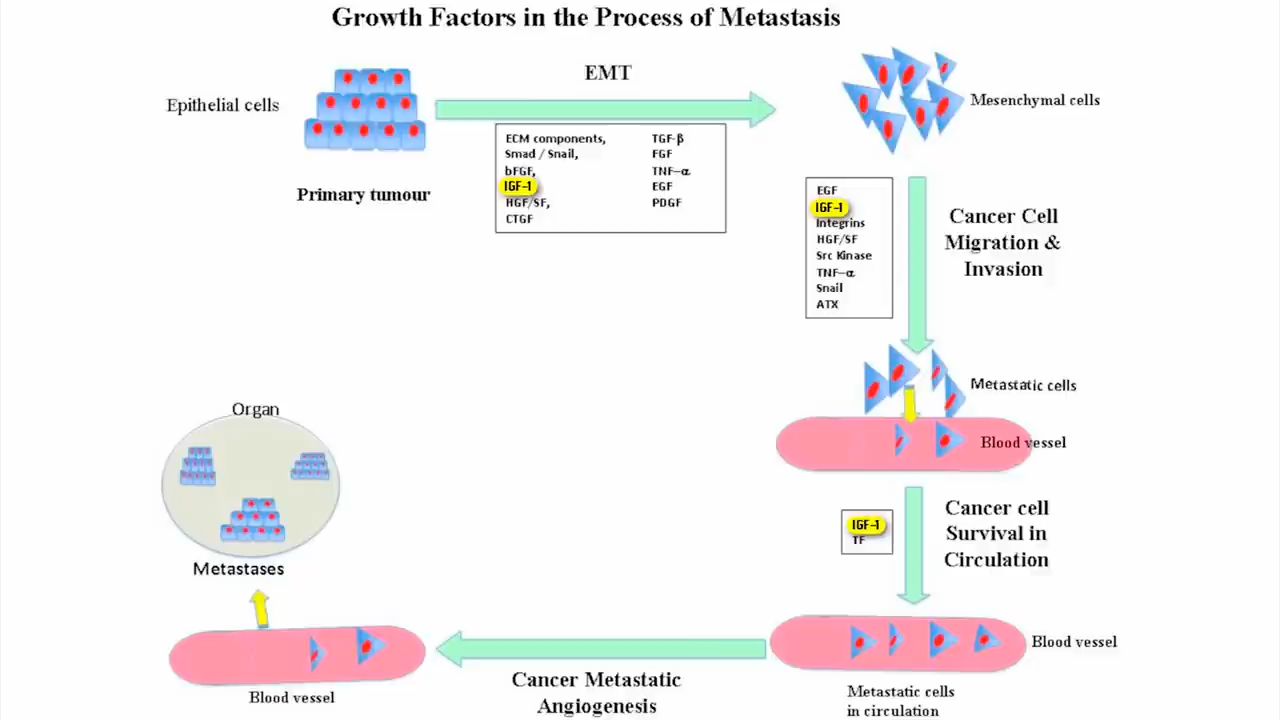 Growth Factors in the Process of Metastasis
EMT
Epithelial cells
Mesenchymal cells
Primary tumour
ECM components,
Smad / Snail,
bFGF,
IGF-1
HGF/SF,
CTGF
TGF-β
FGF
TNF-α
EGF
PDGF
EGF
IGF-1
Integrins
HGF/SF
Src Kinase
TNF-α
Snail
ATX
Cancer Cell
Migration &
Invasion
Metastatic cells
Blood vessel
IGF-1
TF
Cancer cell
Survival in
Circulation
Blood vessel
Metastatic cells
in circulation
Cancer Metastatic
Angiogenesis
Blood vessel
Organ
Metastases